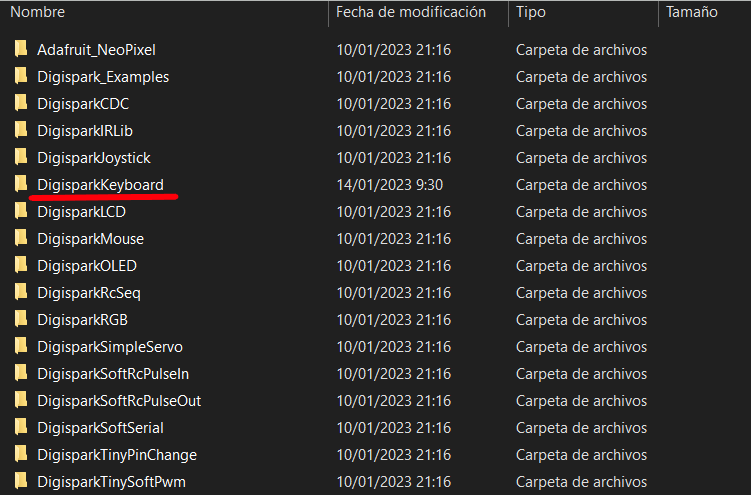 Nombre Fecha de modificación Tipo Tamaño
Adafruit_NeoPixel 10/01/2023 21:16 Carpeta de archivos
Digispark_Examples 10/01/2023 21:16 Carpeta de archivos
DigisparkCDC 10/01/2023 21:16 Carpeta de archivos
DigisparkIRLib 10/01/2023 21:16 Carpeta de archivos
DigisparkJoystick 10/01/2023 21:16 Carpeta de archivos
DigisparkKeyboard 14/01/2023 9:30 Carpeta de archivos
DigisparkLCD 10/01/2023 21:16 Carpeta de archivos
DigisparkMouse 10/01/2023 21:16 Carpeta de archivos
DigisparkOLED 10/01/2023 21:16 Carpeta de archivos
DigisparkRcSeq 10/01/2023 21:16 Carpeta de archivos
DigisparkRGB 10/01/2023 21:16 Carpeta de archivos
DigisparkSimpleServo 10/01/2023 21:16 Carpeta de archivos
DigisparkSoftRcPulseIn 10/01/2023 21:16 Carpeta de archivos
DigisparkSoftRcPulseOut 10/01/2023 21:16 Carpeta de archivos
DigisparkSoftSerial 10/01/2023 21:16 Carpeta de archivos
DigisparkTinyPinChange 10/01/2023 21:16 Carpeta de archivos
DigisparkTinySoftPwm 10/01/2023 21:16 Carpeta de archivos